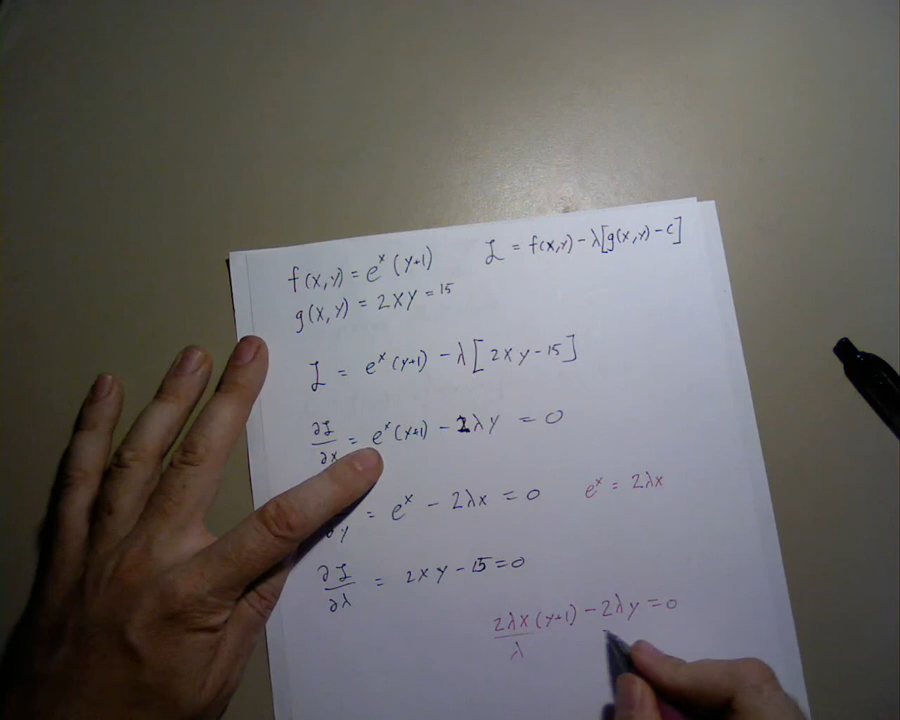 f(x,y) = e^x (y+1)    ℒ = f(x,y) - λ[g(x,y) - c]
g(x,y) = 2xy = 15
ℒ = e^x (y+1) - λ[2xy - 15]
∂ℒ/∂x = e^x (y+1) - 2λy = 0
/∂y = e^x - 2λx = 0    e^x = 2λx
∂ℒ/∂λ = 2xy - 15 = 0
2λx/λ (y+1) - 2λy = 0